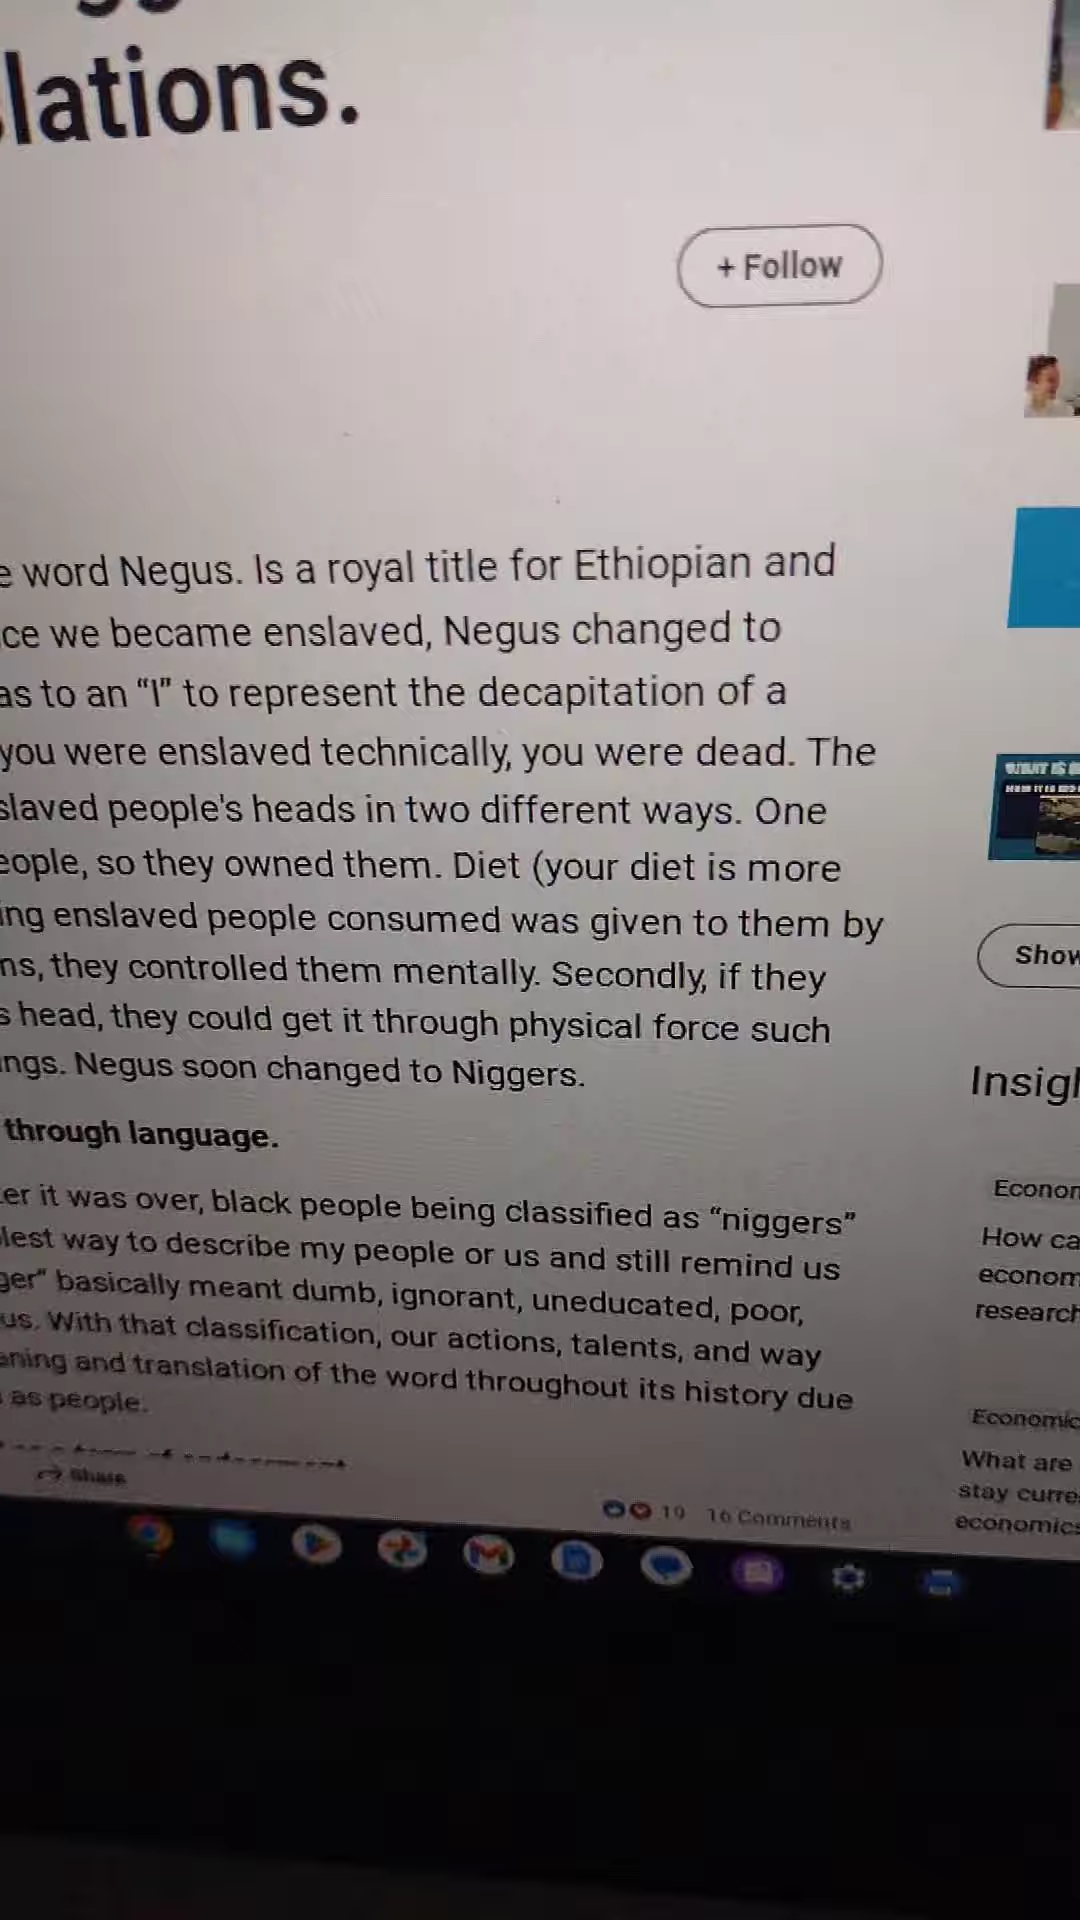 slations.
+ Follow
e word Negus. Is a royal title for Ethiopian and
ce we became enslaved, Negus changed to
as to an “I” to represent the decapitation of a
you were enslaved technically, you were dead. The
slaved people's heads in two different ways. One
eople, so they owned them. Diet (your diet is more
ing enslaved people consumed was given to them by
ns, they controlled them mentally. Secondly, if they
s head, they could get it through physical force such
ngs. Negus soon changed to Niggers.
through language.
er it was over, black people being classified as “niggers”
lest way to describe my people or us and still remind us
ger” basically meant dumb, ignorant, uneducated, poor,
us. With that classification, our actions, talents, and way
aning and translation of the word throughout its history due
as people.
Share
19 16 Comments
WHAT IS
Show
Insigh
Econom
How ca
econom
research
Economic
What are
stay curre
economics